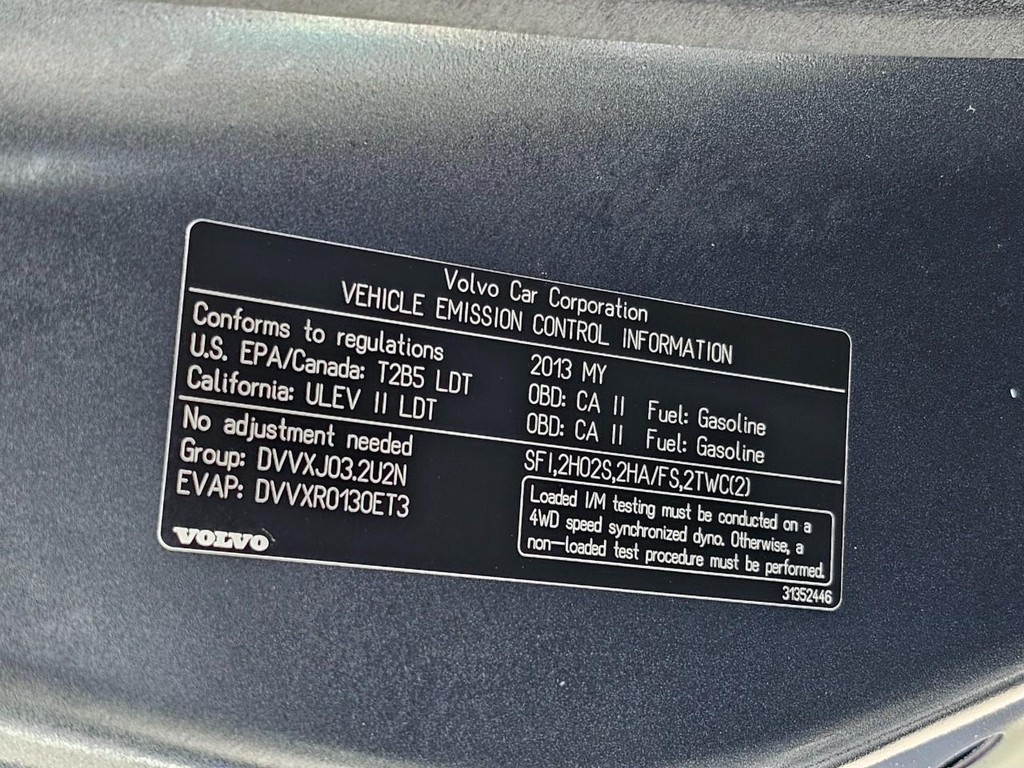 Volvo Car Corporation
VEHICLE EMISSION CONTROL INFORMATION
Conforms to regulations 2013 MY
U.S. EPA/Canada: T2B5 LDT OBD: CA II Fuel: Gasoline
California: ULEV II LDT OBD: CA II Fuel: Gasoline
No adjustment needed SFI,2HO2S,2HA/FS,2TWC(2)
Group: DVVXJ03.2U2N
EVAP: DVVXR0130ET3
Loaded I/M testing must be conducted on a
4WD speed synchronized dyno. Otherwise, a
non-loaded test procedure must be performed.
VOLVO
31352446